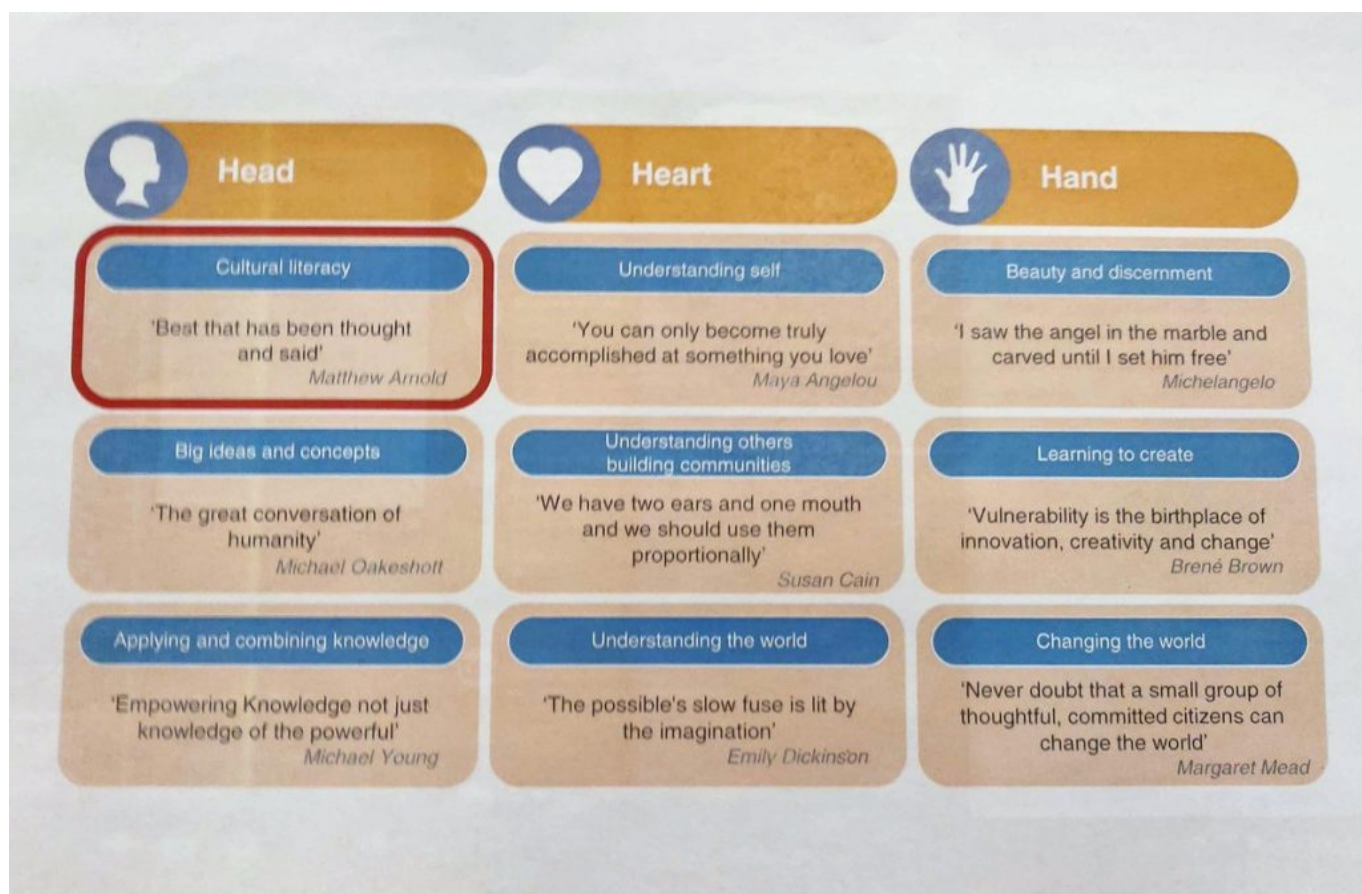 Head
Cultural literacy
'Best that has been thought
and said'
Matthew Arnold
Big ideas and concepts
'The great conversation of
humanity'
Michael Oakeshott
Applying and combining knowledge
'Empowering Knowledge not just
knowledge of the powerful'
Michael Young
Heart
Understanding self
'You can only become truly
accomplished at something you love'
Maya Angelou
Understanding others
building communities
'We have two ears and one mouth
and we should use them
proportionally'
Susan Cain
Understanding the world
'The possible's slow fuse is lit by
the imagination'
Emily Dickinson
Hand
Beauty and discernment
'I saw the angel in the marble and
carved until I set him free'
Michelangelo
Learning to create
'Vulnerability is the birthplace of
innovation, creativity and change'
Brené Brown
Changing the world
'Never doubt that a small group of
thoughtful, committed citizens can
change the world'
Margaret Mead